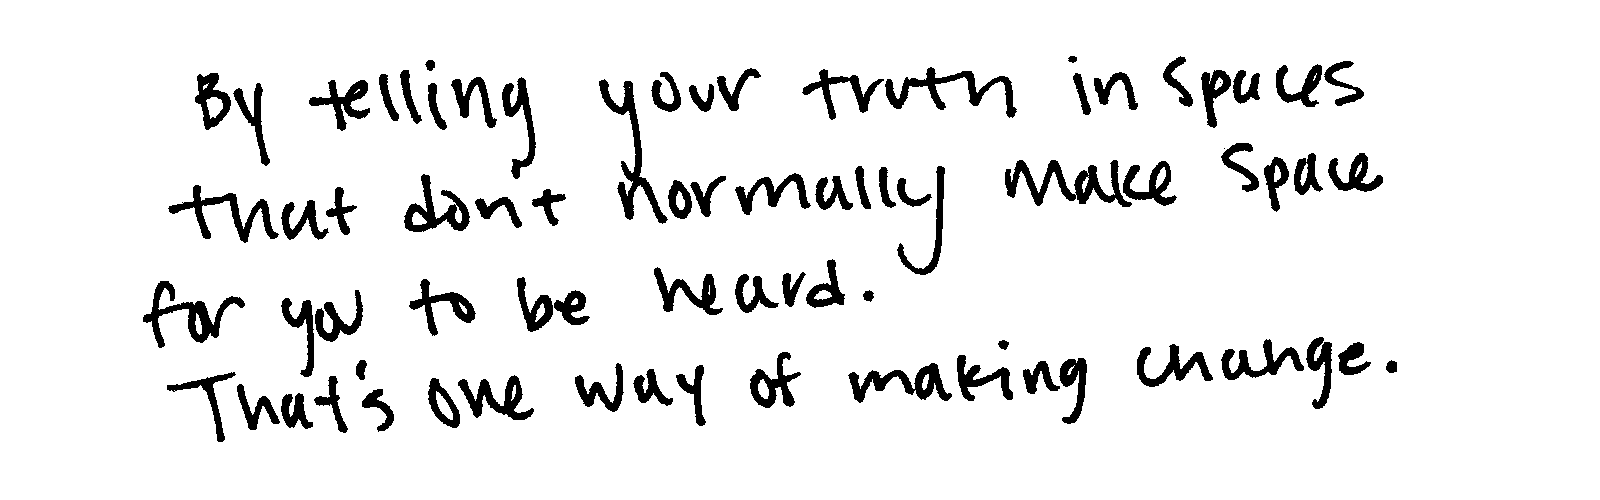 By telling your truth in spaces
that don't normally make space
for you to be heard.
That's one way of making change.